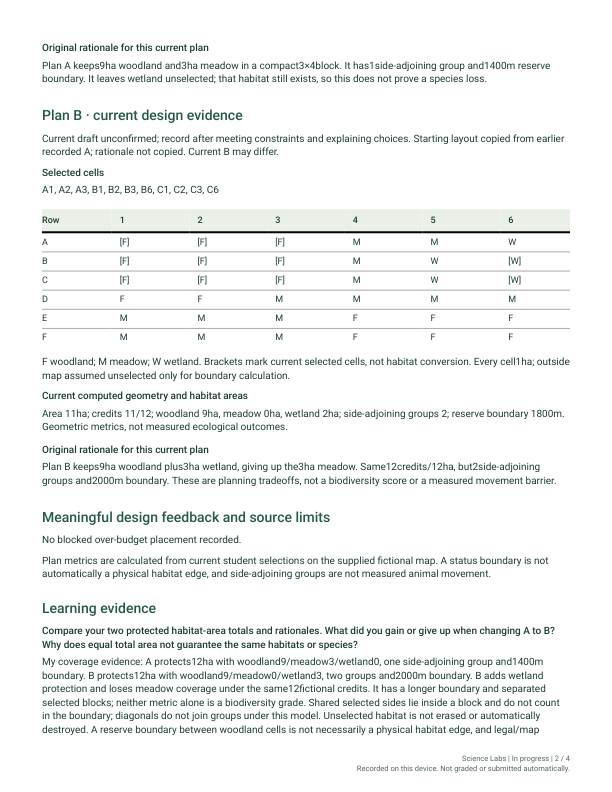 Original rationale for this current plan
Plan A keeps9ha woodland and3ha meadow in a compact3×4block. It has1side-adjoining group and1400m reserve
boundary. It leaves wetland unselected; that habitat still exists, so this does not prove a species loss.
Plan B · current design evidence
Current draft unconfirmed; record after meeting constraints and explaining choices. Starting layout copied from earlier
recorded A; rationale not copied. Current B may differ.
Selected cells
A1, A2, A3, B1, B2, B3, B6, C1, C2, C3, C6
Row 1 2 3 4 5 6
A [F] [F] [F] M M W
B [F] [F] [F] M W [W]
C [F] [F] [F] M W [W]
D F F M M M M
E M M M F F F
F M M M F F F
F woodland; M meadow; W wetland. Brackets mark current selected cells, not habitat conversion. Every cell1ha; outside
map assumed unselected only for boundary calculation.
Current computed geometry and habitat areas
Area 11ha; credits 11/12; woodland 9ha, meadow 0ha, wetland 2ha; side-adjoining groups 2; reserve boundary 1800m.
Geometric metrics, not measured ecological outcomes.
Original rationale for this current plan
Plan B keeps9ha woodland plus3ha wetland, giving up the3ha meadow. Same12credits/12ha, but2side-adjoining
groups and2000m boundary. These are planning tradeoffs, not a biodiversity score or a measured movement barrier.
Meaningful design feedback and source limits
No blocked over-budget placement recorded.
Plan metrics are calculated from current student selections on the supplied fictional map. A status boundary is not
automatically a physical habitat edge, and side-adjoining groups are not measured animal movement.
Learning evidence
Compare your two protected habitat-area totals and rationales. What did you gain or give up when changing A to B?
Why does equal total area not guarantee the same habitats or species?
My coverage evidence: A protects12ha with woodland9/meadow3/wetland0, one side-adjoining group and1400m
boundary. B protects12ha with woodland9/meadow0/wetland3, two groups and2000m boundary. B adds wetland
protection and loses meadow coverage under the same12fictional credits. It has a longer boundary and separated
selected blocks; neither metric alone is a biodiversity grade. Shared selected sides lie inside a block and do not count
in the boundary; diagonals do not join groups under this model. Unselected habitat is not erased or automatically
destroyed. A reserve boundary between woodland cells is not necessarily a physical habitat edge, and legal/map
Science Labs | In progress | 2 / 4
Recorded on this device. Not graded or submitted automatically.